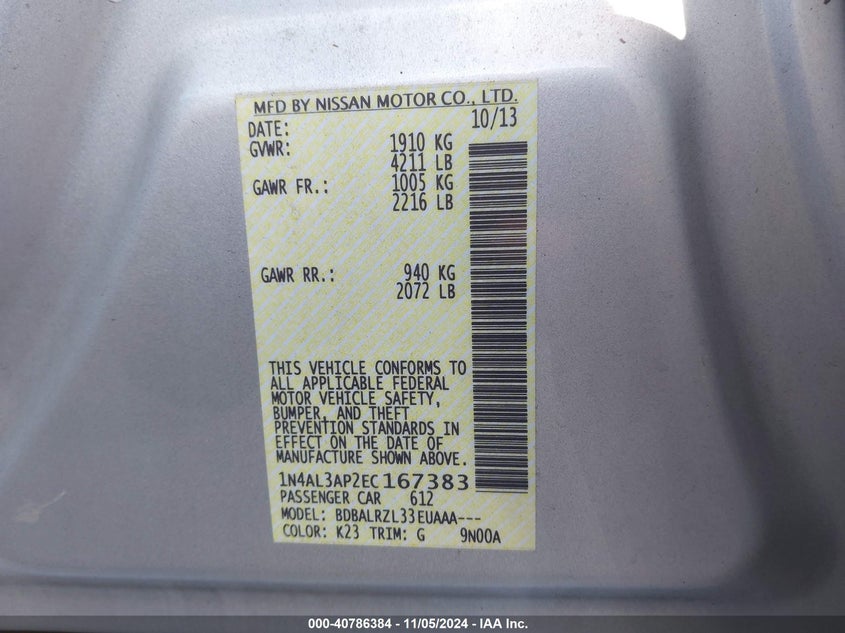 MFD BY NISSAN MOTOR CO., LTD.
DATE: 10/13
GVWR: 1910 KG
4211 LB
GAWR FR.: 1005 KG
2216 LB
GAWR RR.: 940 KG
2072 LB
THIS VEHICLE CONFORMS TO
ALL APPLICABLE FEDERAL
MOTOR VEHICLE SAFETY,
BUMPER, AND THEFT
PREVENTION STANDARDS IN
EFFECT ON THE DATE OF
MANUFACTURE SHOWN ABOVE.
1N4AL3AP2EC167383
PASSENGER CAR 612
MODEL: BDBALRZL33EUAAA---
COLOR: K23 TRIM: G 9N00A
000-40786384 - 11/05/2024 - IAA Inc.